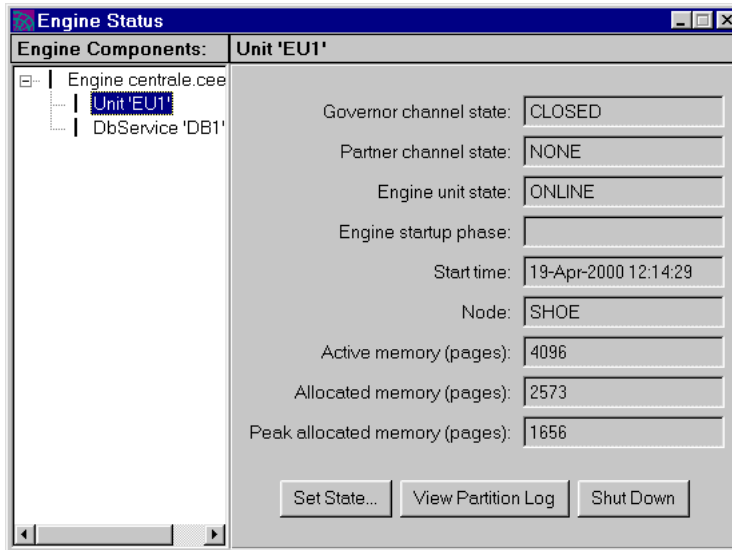 Engine Status
Engine Components:
Unit 'EU1'
Engine centrale.cee
Unit 'EU1'
DbService 'DB1'
Governor channel state: CLOSED
Partner channel state: NONE
Engine unit state: ONLINE
Engine startup phase:
Start time: 19-Apr-2000 12:14:29
Node: SHOE
Active memory (pages): 4096
Allocated memory (pages): 2573
Peak allocated memory (pages): 1656
Set State... View Partition Log Shut Down